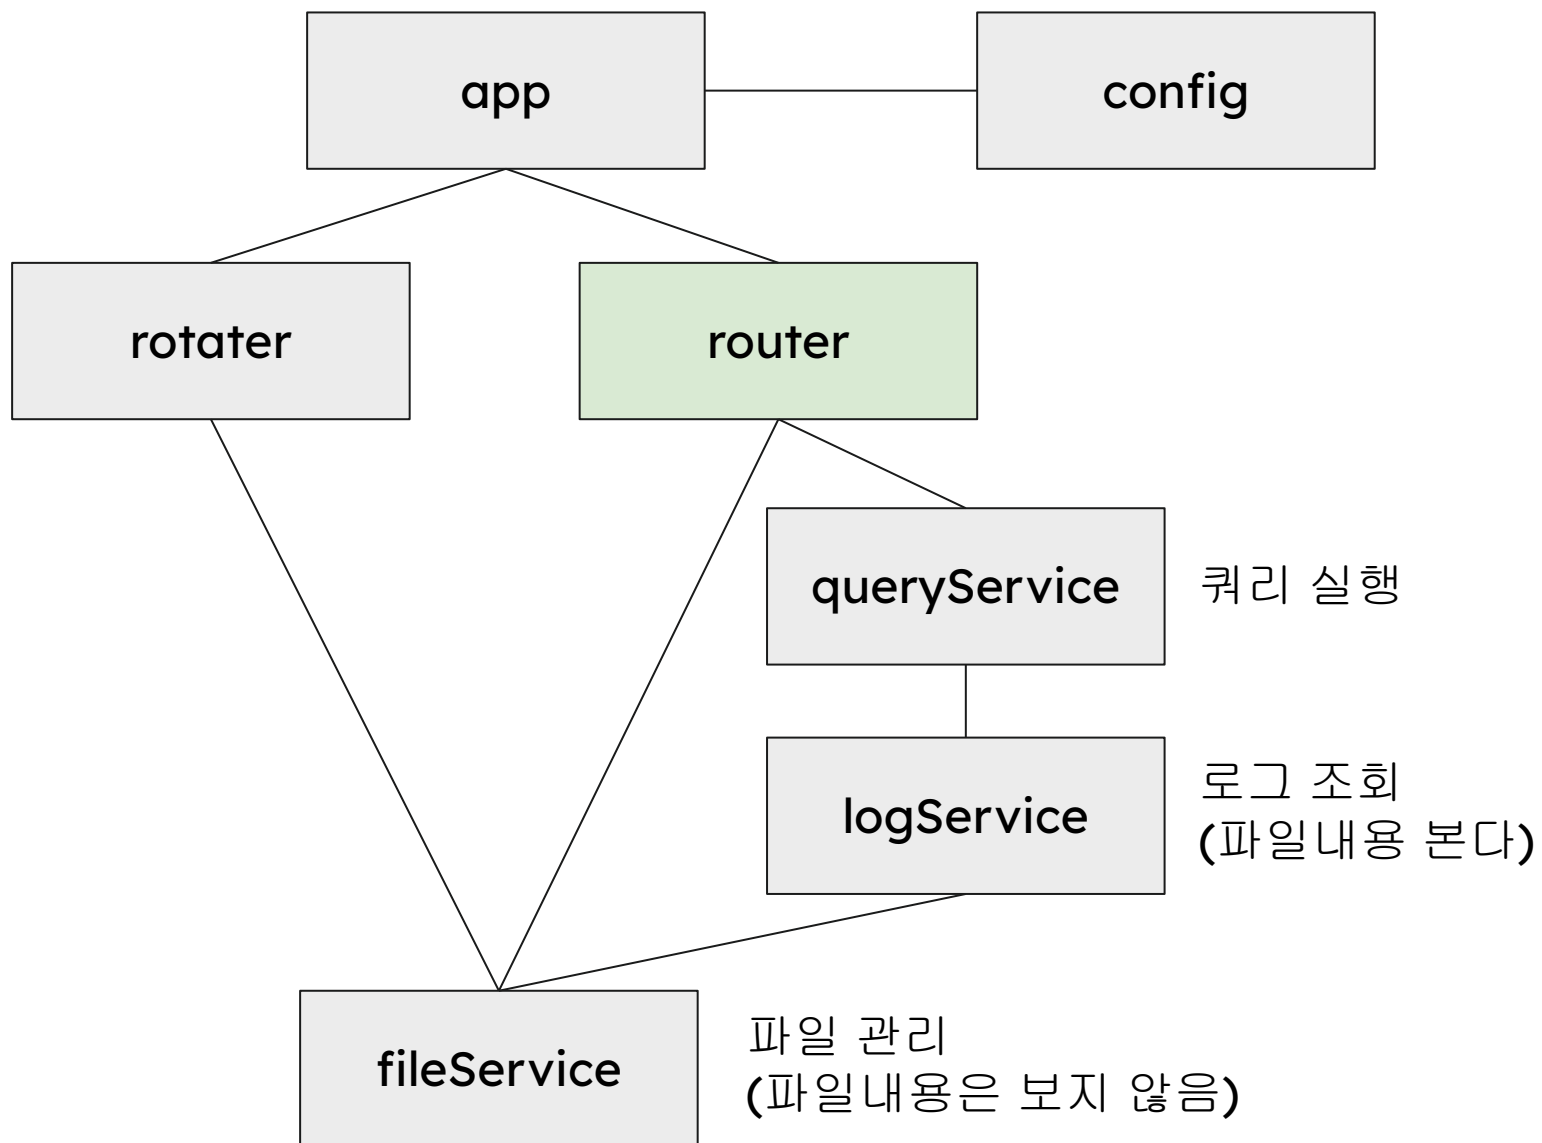 app
config
rotater
router
queryService
쿼리 실행
logService
로그 조회
(파일내용 본다)
fileService
파일 관리
(파일내용은 보지 않음)